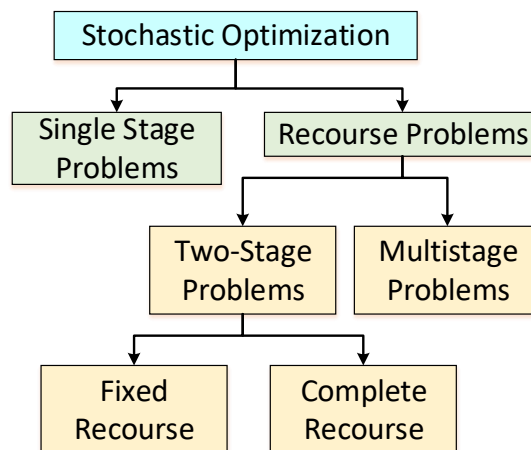 Stochastic Optimization
Single Stage
Problems
Recourse Problems
Two-Stage
Problems
Multistage
Problems
Fixed
Recourse
Complete
Recourse